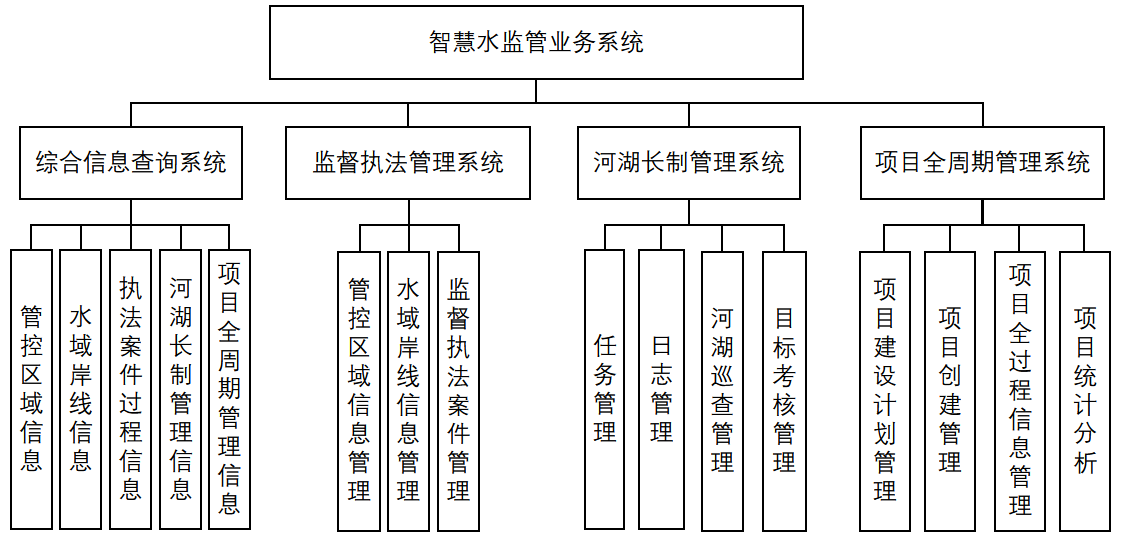 智慧水监管业务系统
综合信息查询系统
监督执法管理系统
河湖长制管理系统
项目全周期管理系统
管控区域信息
水域岸线信息
执法案件过程信息
河湖长制管理信息
项目全周期管理信息
管控区域信息管理
水域岸线信息管理
监督执法案件管理
任务管理
日志管理
河湖巡查管理
目标考核管理
项目建设计划管理
项目创建管理
项目全过程信息管理
项目统计分析